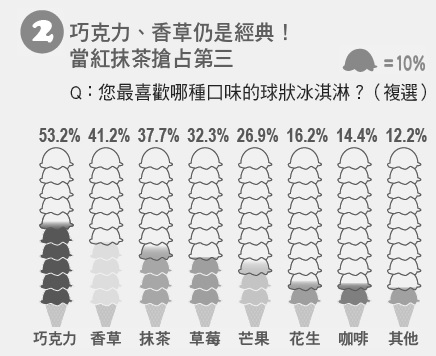 2 巧克力、香草仍是經典！
當紅抹茶搶占第三
=10%
Q：您最喜歡哪種口味的球狀冰淇淋？（複選）
53.2% 41.2% 37.7% 32.3% 26.9% 16.2% 14.4% 12.2%
巧克力 香草 抹茶 草莓 芒果 花生 咖啡 其他